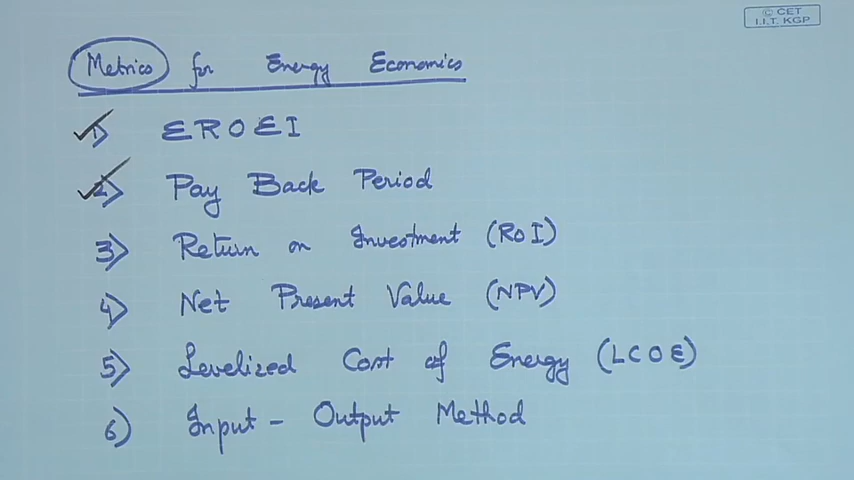 © CET
I.I.T. KGP
Metrics for Energy Economics
1) EROEI
2) Pay Back Period
3) Return on Investment (RoI)
4) Net Present Value (NPV)
5) Levelized Cost of Energy (LCOE)
6) Input - Output Method